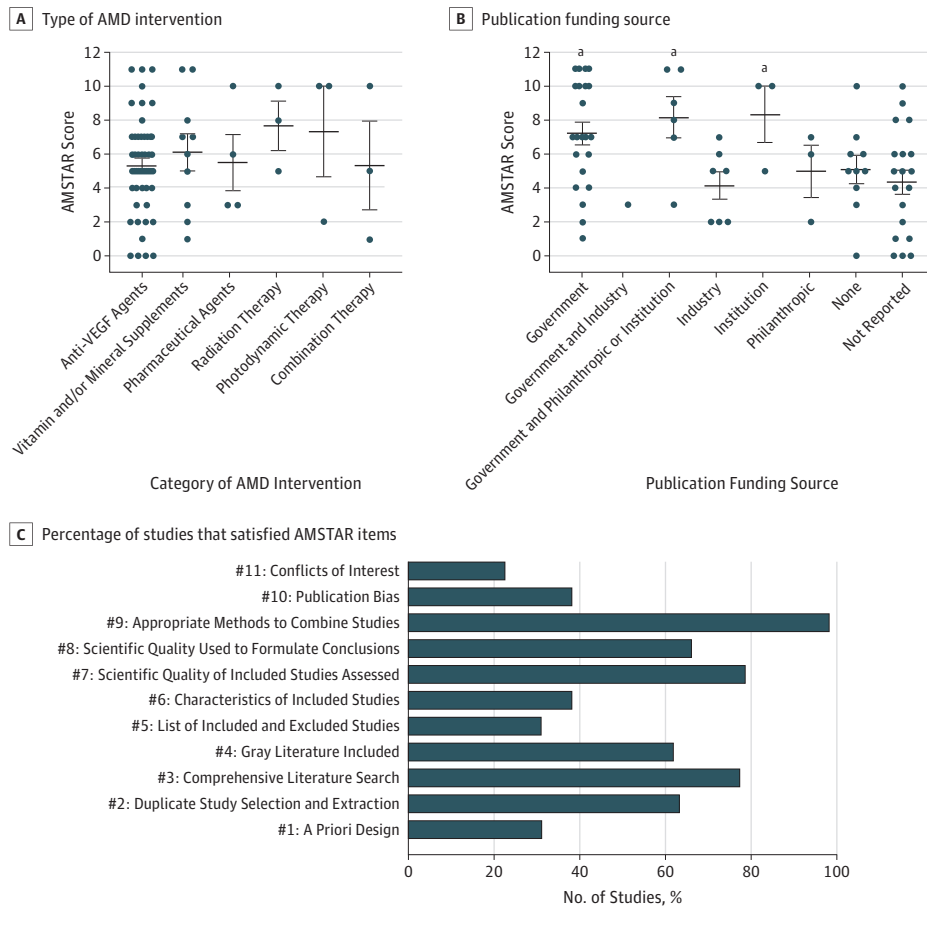 A Type of AMD intervention
12
10
8
6
4
2
0
AMSTAR Score
Anti-VEGF Agents
Vitamin and/or Mineral Supplements
Pharmaceutical Agents
Radiation Therapy
Photodynamic Therapy
Combination Therapy
Category of AMD Intervention
B Publication funding source
12
10
8
6
4
2
0
AMSTAR Score
a
a
a
Government
Government and Industry
Government and Philanthropic or Institution
Industry
Institution
Philanthropic
None
Not Reported
Publication Funding Source
C Percentage of studies that satisfied AMSTAR items
#11: Conflicts of Interest
#10: Publication Bias
#9: Appropriate Methods to Combine Studies
#8: Scientific Quality Used to Formulate Conclusions
#7: Scientific Quality of Included Studies Assessed
#6: Characteristics of Included Studies
#5: List of Included and Excluded Studies
#4: Gray Literature Included
#3: Comprehensive Literature Search
#2: Duplicate Study Selection and Extraction
#1: A Priori Design
0 20 40 60 80 100
No. of Studies, %